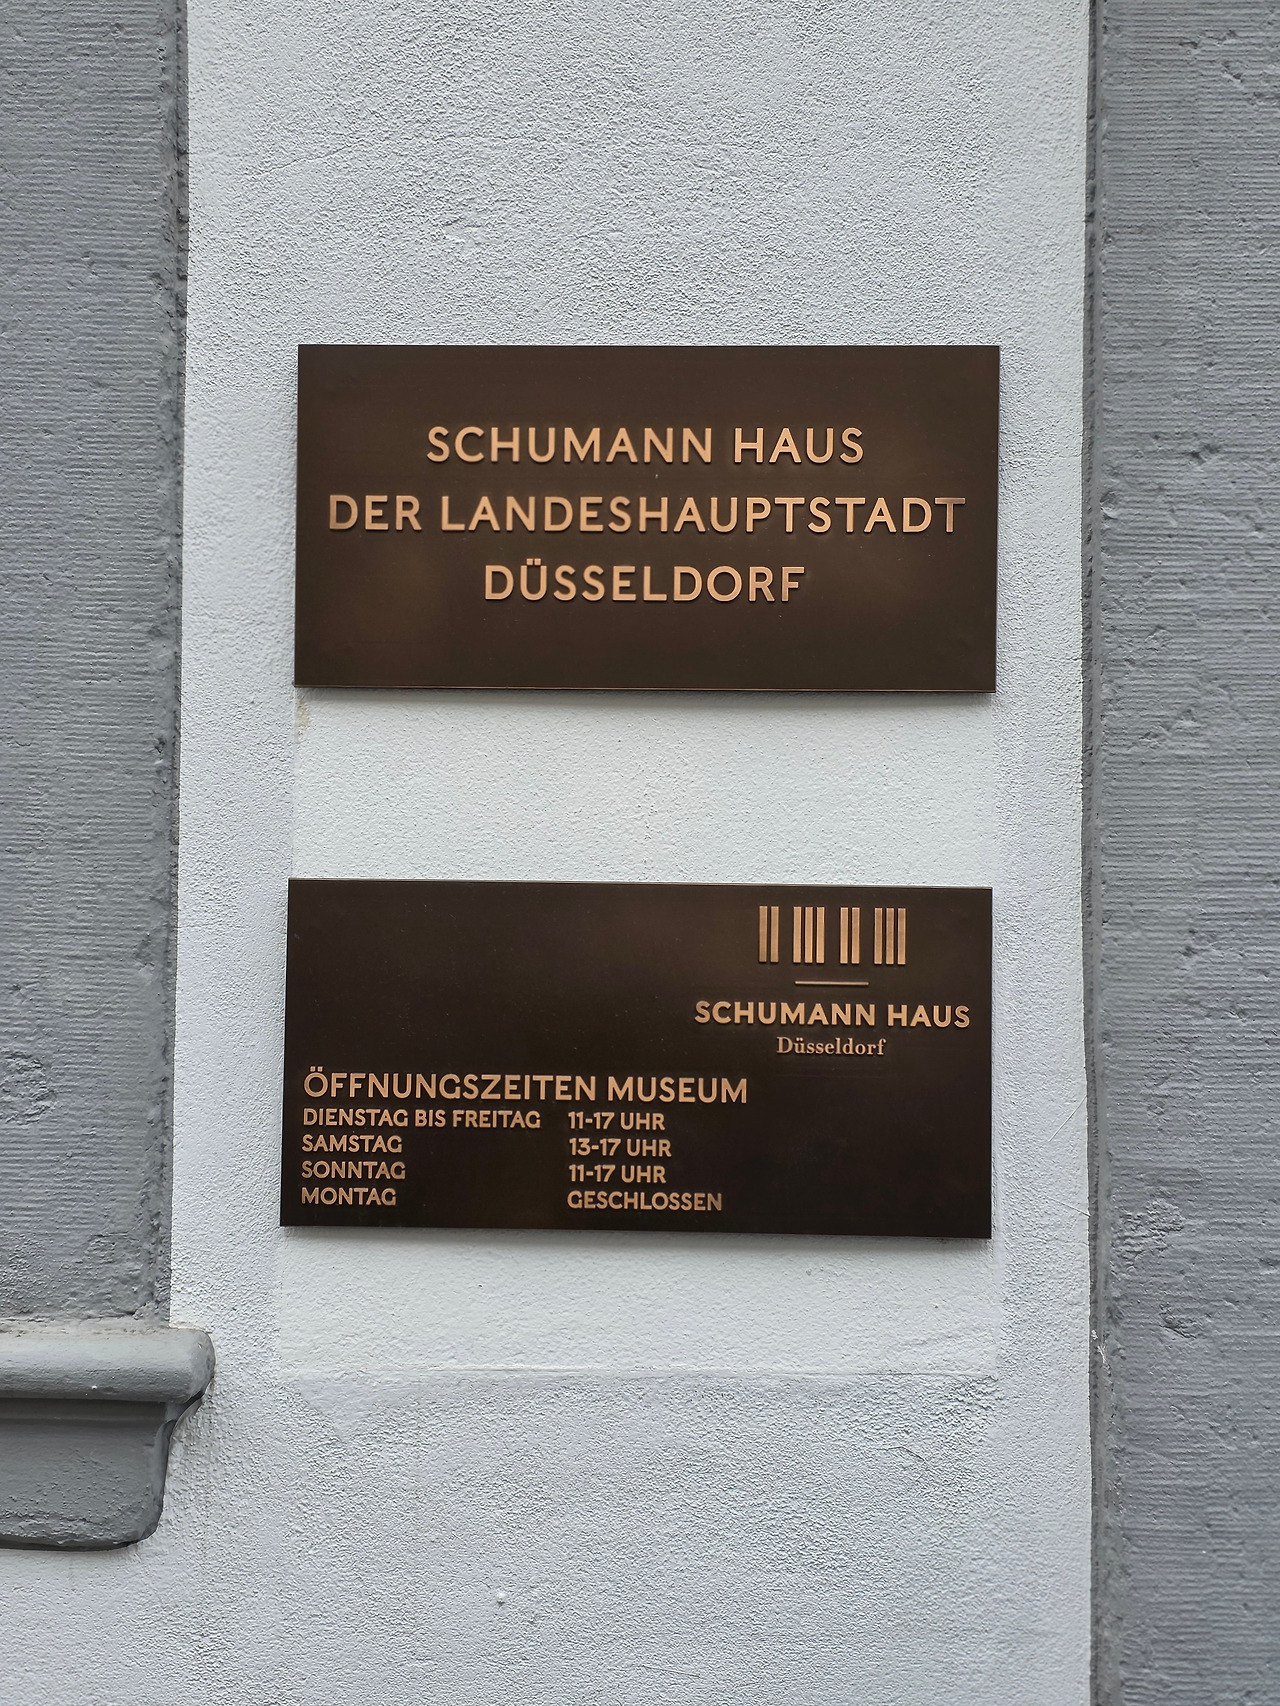 SCHUMANN HAUS
DER LANDESHAUPTSTADT
DÜSSELDORF
SCHUMANN HAUS
Düsseldorf
ÖFFNUNGSZEITEN MUSEUM
DIENSTAG BIS FREITAG 11-17 UHR
SAMSTAG 13-17 UHR
SONNTAG 11-17 UHR
MONTAG GESCHLOSSEN